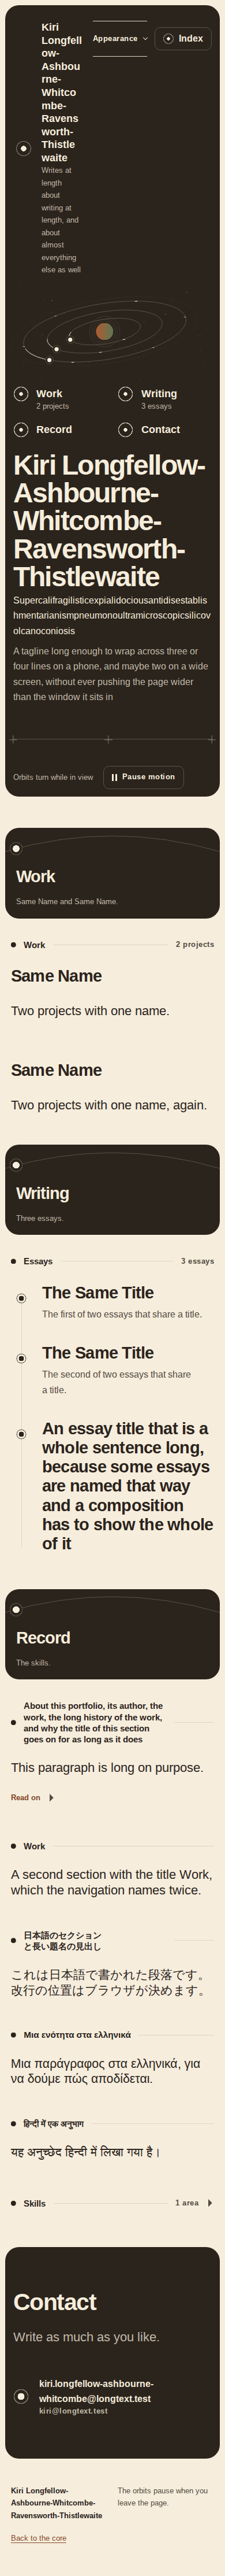 Kiri
Longfell
ow-
Ashbou
rne-
Whitco
mbe-
Ravens
worth-
Thistle
waite
Writes at
length
about
writing at
length, and
about
almost
everything
else as well
Appearance
Index
Work
2 projects
Writing
3 essays
Record
Contact
Kiri Longfellow-
Ashbourne-
Whitcombe-
Ravensworth-
Thistlewaite
Supercalifragilisticexpialidociousantidisestablis
hmentarianismpneumonoultramicroscopicsilicov
olcanoconiosis
A tagline long enough to wrap across three or
four lines on a phone, and maybe two on a wide
screen, without ever pushing the page wider
than the window it sits in
Orbits turn while in view
Pause motion
Work
Same Name and Same Name.
Work
2 projects
Same Name
Two projects with one name.
Same Name
Two projects with one name, again.
Writing
Three essays.
Essays
3 essays
The Same Title
The first of two essays that share a title.
The Same Title
The second of two essays that share
a title.
An essay title that is a
whole sentence long,
because some essays
are named that way
and a composition
has to show the whole
of it
Record
The skills.
About this portfolio, its author, the
work, the long history of the work,
and why the title of this section
goes on for as long as it does
This paragraph is long on purpose.
Read on
Work
A second section with the title Work,
which the navigation names twice.
日本語のセクション
と長い題名の見出し
これは日本語で書かれた段落です。
改行の位置はブラウザが決めます。
Μια ενότητα στα ελληνικά
Μια παράγραφος στα ελληνικά, για
να δούμε πώς αποδίδεται.
हिन्दी में एक अनुभाग
यह अनुच्छेद हिन्दी में लिखा गया है।
Skills
1 area
Contact
Write as much as you like.
kiri.longfellow-ashbourne-
whitcombe@longtext.test
kiri@longtext.test
Kiri Longfellow-
Ashbourne-Whitcombe-
Ravensworth-Thistlewaite
The orbits pause when you
leave the page.
Back to the core